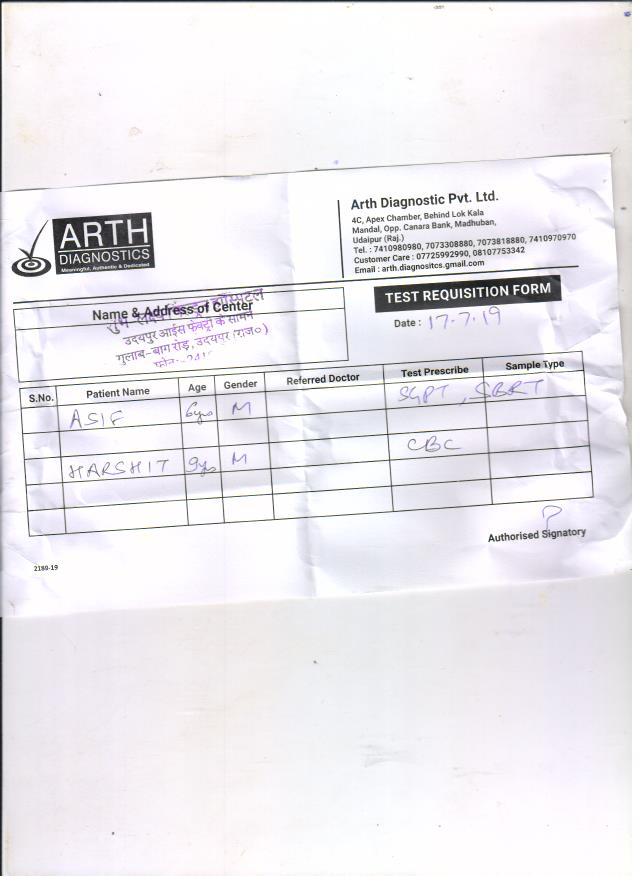 ARTH
DIAGNOSTICS
Meaningful, Authentic & Dedicated
Arth Diagnostic Pvt. Ltd.
4C, Apex Chamber, Behind Lok Kala
Mandal, Opp. Canara Bank, Madhuban,
Udaipur (Raj.)
Tel. : 7410980980, 7073308880, 7073818880, 7410970970
Customer Care : 07725992990, 08107753342
Email : arth.diagnositcs.gmail.com
TEST REQUISITION FORM
Date : 17.7.19
Name & Address of Center
हॉस्पिटल
उदयपुर आईस फेक्ट्री के सामने
गुलाब-बाग रोड़, उदयपुर (राज०)
फोन:-
S.No. Patient Name Age Gender Referred Doctor Test Prescribe Sample Type
ASIF 6yrs M SGPT, SBRT
HARSHIT 9yrs M CBC
Authorised Signatory
2189-19